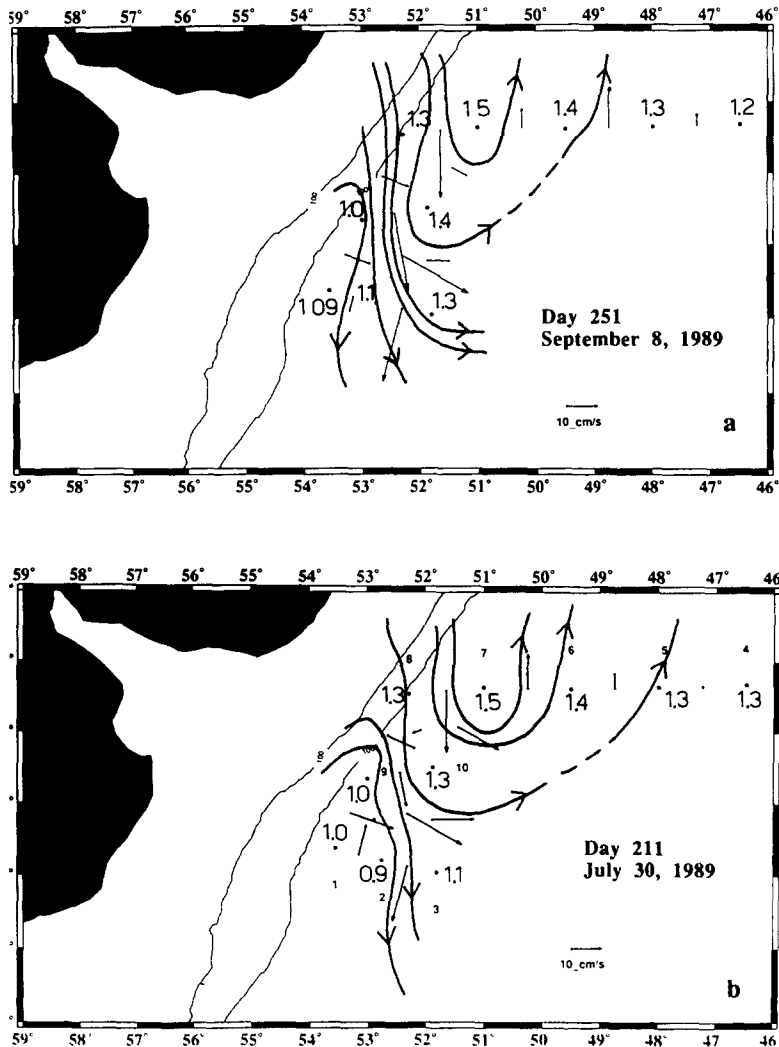 59° 58° 57° 56° 55° 54° 53° 52° 51° 50° 49° 48° 47° 46°
1.3 1.5 1.4 1.3 1.2
100
1.0 1.4
1.09 1.1 1.3
Day 251
September 8, 1989
10 cm/s
a
59° 58° 57° 56° 55° 54° 53° 52° 51° 50° 49° 48° 47° 46°
59° 58° 57° 56° 55° 54° 53° 52° 51° 50° 49° 48° 47° 46°
8 7 6 5 4
1.3 1.5 1.4 1.3 1.3
100
9 10
1.0 1.3
1.0 0.9 1.1
1 2 3
Day 211
July 30, 1989
10 cm/s
b
59° 58° 57° 56° 55° 54° 53° 52° 51° 50° 49° 48° 47° 46°